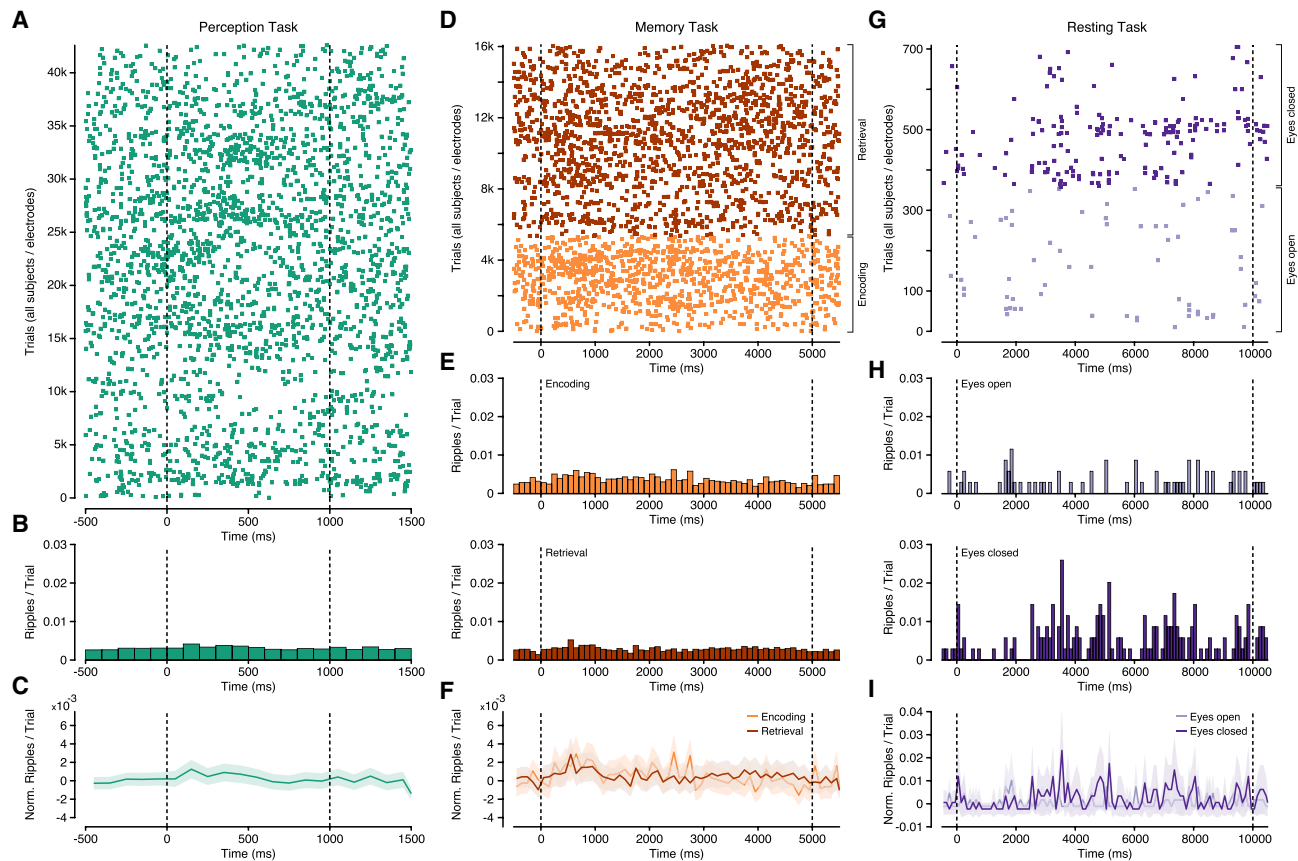 A
Perception Task
Trials (all subjects / electrodes)
40k
35k
30k
25k
20k
15k
10k
5k
0
-500 0 500 1000 1500
Time (ms)
B
Ripples / Trial
0.03
0.02
0.01
0
-500 0 500 1000 1500
Time (ms)
C
x10-3
Norm. Ripples / Trial
6
4
2
0
-2
-4
-500 0 500 1000 1500
Time (ms)
D
Memory Task
Trials (all subjects / electrodes)
16k
12k
8k
4k
0
Retrieval
Encoding
0 1000 2000 3000 4000 5000
Time (ms)
E
Encoding
Ripples / Trial
0.03
0.02
0.01
0
0 1000 2000 3000 4000 5000
Time (ms)
Retrieval
Ripples / Trial
0.03
0.02
0.01
0
0 1000 2000 3000 4000 5000
Time (ms)
F
x10-3
Norm. Ripples / Trial
6
4
2
0
-2
-4
Encoding
Retrieval
0 1000 2000 3000 4000 5000
Time (ms)
G
Resting Task
Trials (all subjects / electrodes)
700
500
300
100
0
Eyes closed
Eyes open
0 2000 4000 6000 8000 10000
Time (ms)
H
Eyes open
Ripples / Trial
0.03
0.02
0.01
0
0 2000 4000 6000 8000 10000
Time (ms)
Eyes closed
Ripples / Trial
0.03
0.02
0.01
0
0 2000 4000 6000 8000 10000
Time (ms)
I
Norm. Ripples / Trial
0.04
0.03
0.02
0.01
0
-0.01
Eyes open
Eyes closed
0 2000 4000 6000 8000 10000
Time (ms)